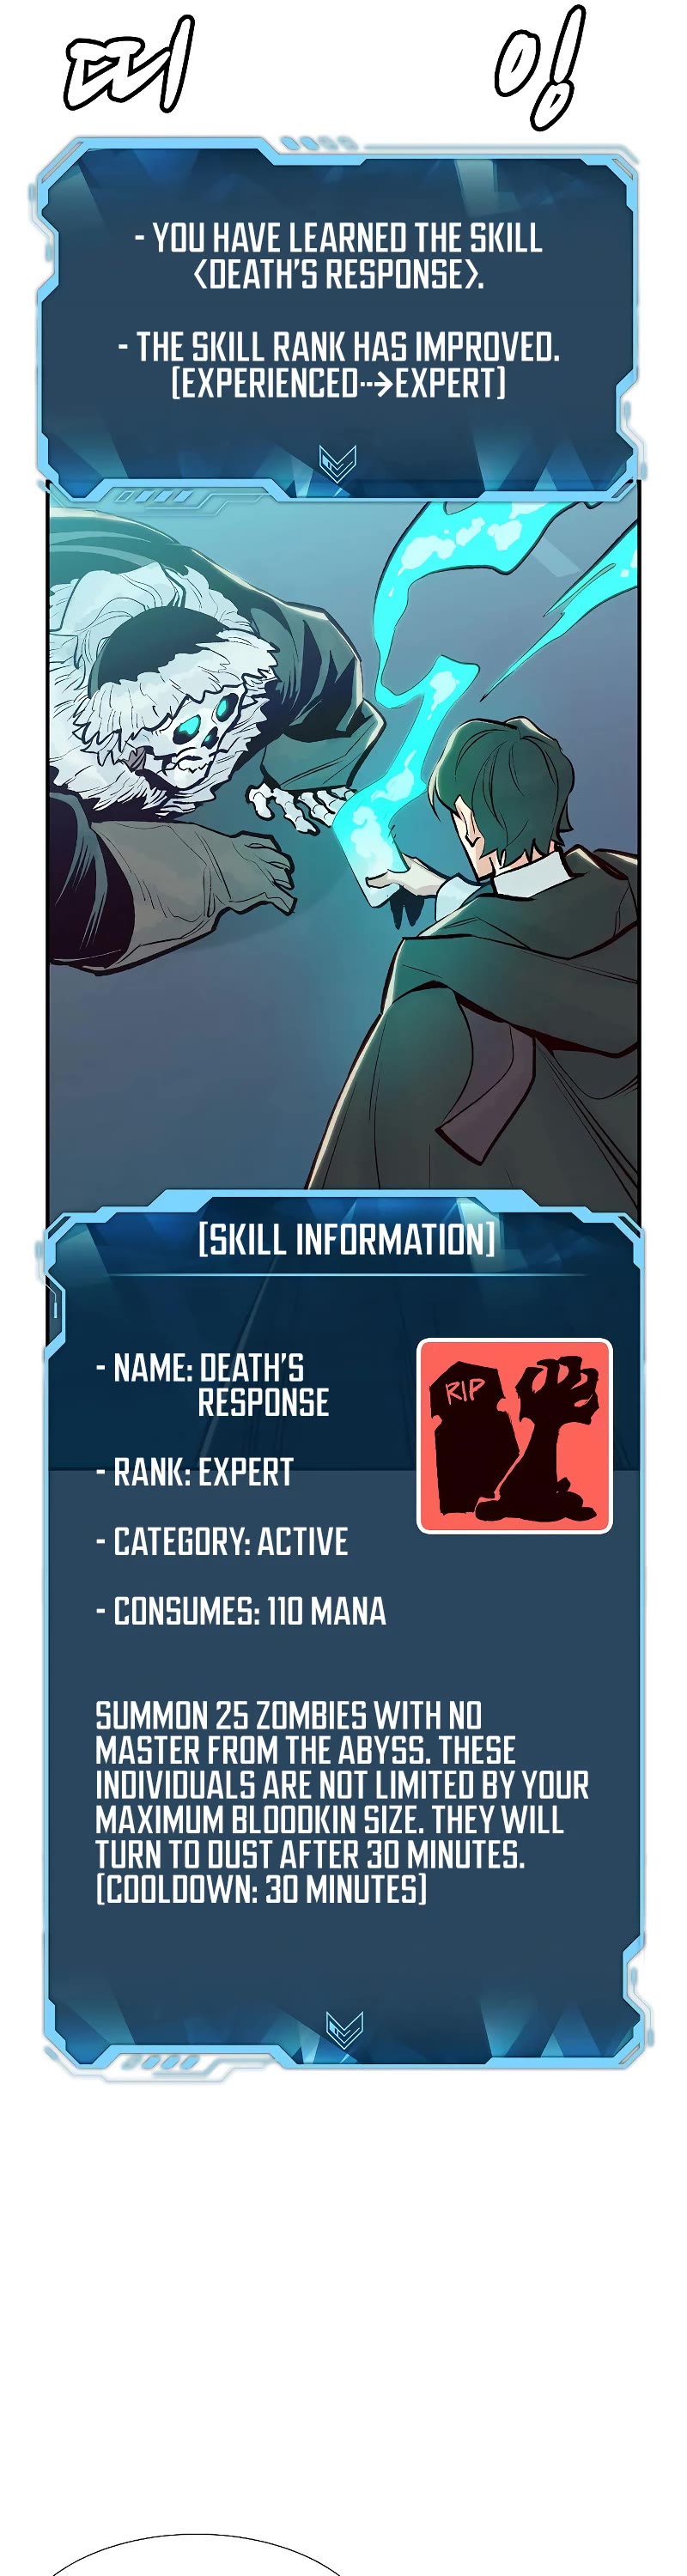 띠 이!
- YOU HAVE LEARNED THE SKILL
<DEATH'S RESPONSE>.
- THE SKILL RANK HAS IMPROVED.
[EXPERIENCED⇢EXPERT]
[SKILL INFORMATION]
- NAME: DEATH'S
RESPONSE
RIP
- RANK: EXPERT
- CATEGORY: ACTIVE
- CONSUMES: 110 MANA
SUMMON 25 ZOMBIES WITH NO
MASTER FROM THE ABYSS. THESE
INDIVIDUALS ARE NOT LIMITED BY YOUR
MAXIMUM BLOODKIN SIZE. THEY WILL
TURN TO DUST AFTER 30 MINUTES.
[COOLDOWN: 30 MINUTES]